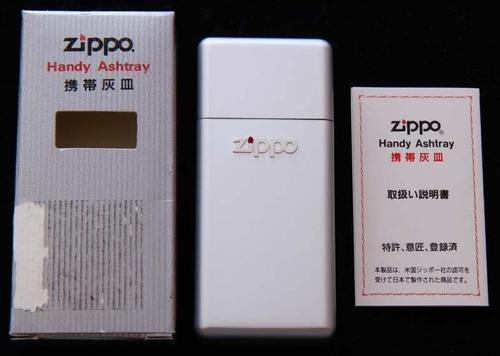 zippo
Handy Ashtray
携帯灰皿
zippo
zippo®
Handy Ashtray
携帯灰皿
取扱い説明書
特許、意匠、登録済
本製品は、米国ジッポー社の認可を
受けて日本で製作された商品です。